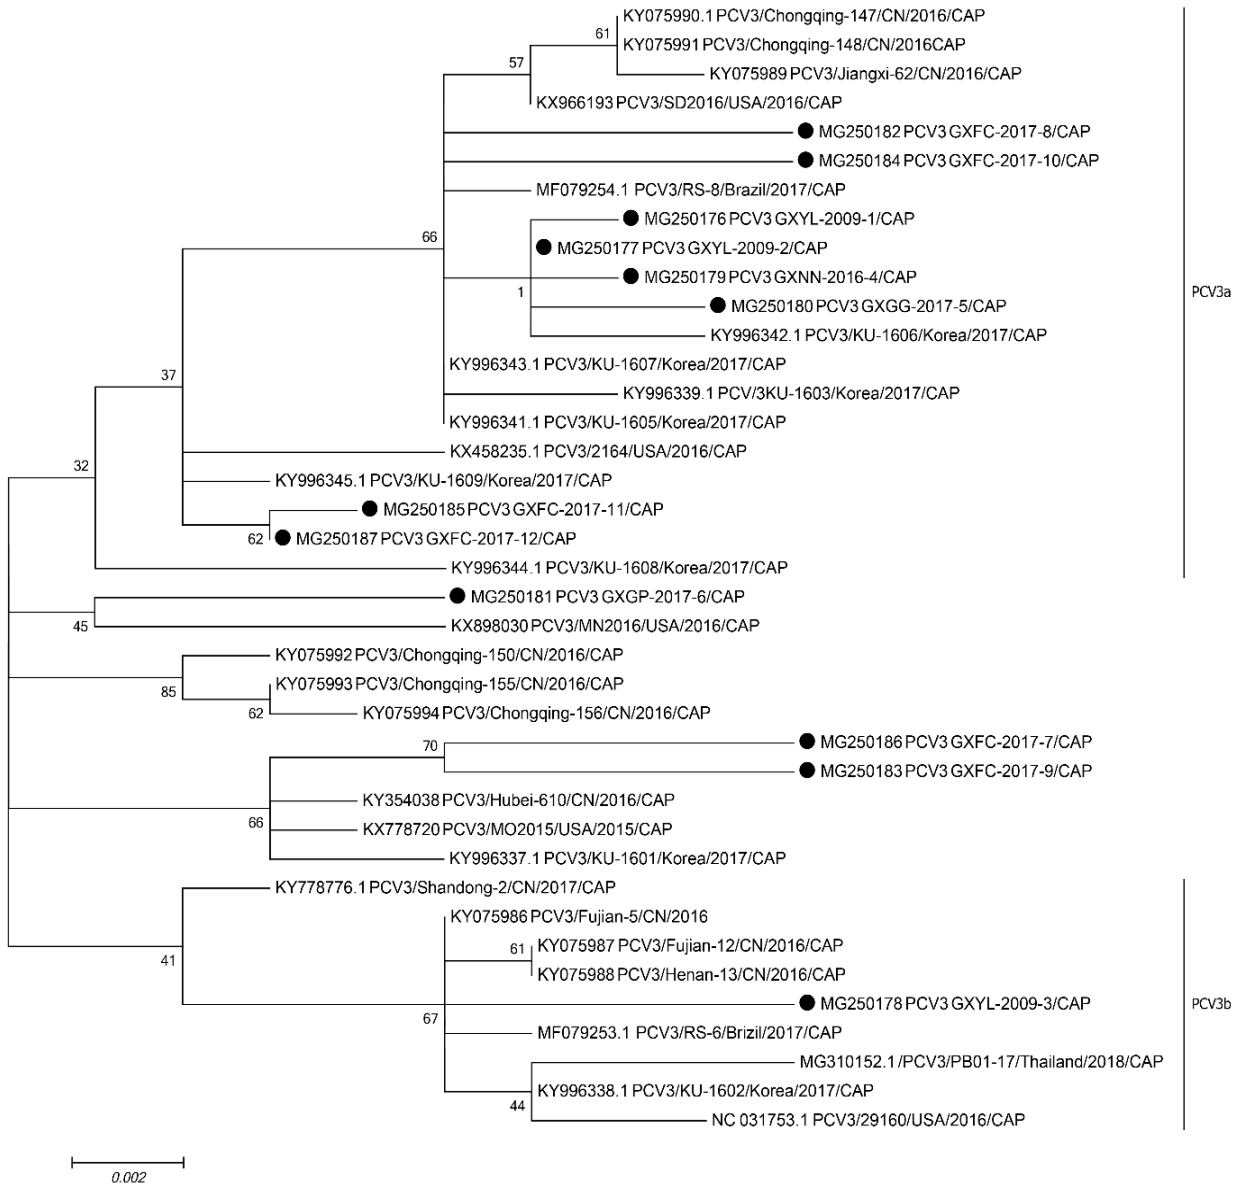 KY075990.1 PCV3/Chongqing-147/CN/2016/CAP
61
KY075991 PCV3/Chongqing-148/CN/2016CAP
57
KY075989 PCV3/Jiangxi-62/CN/2016/CAP
KX966193 PCV3/SD2016/USA/2016/CAP
MG250182 PCV3 GXFC-2017-8/CAP
MG250184 PCV3 GXFC-2017-10/CAP
MF079254.1 PCV3/RS-8/Brazil/2017/CAP
MG250176 PCV3 GXYL-2009-1/CAP
66
MG250177 PCV3 GXYL-2009-2/CAP
MG250179 PCV3 GXNN-2016-4/CAP
1
PCV3a
MG250180 PCV3 GXGG-2017-5/CAP
KY996342.1 PCV3/KU-1606/Korea/2017/CAP
KY996343.1 PCV3/KU-1607/Korea/2017/CAP
37
KY996339.1 PCV/3KU-1603/Korea/2017/CAP
KY996341.1 PCV3/KU-1605/Korea/2017/CAP
KX458235.1 PCV3/2164/USA/2016/CAP
32
KY996345.1 PCV3/KU-1609/Korea/2017/CAP
MG250185 PCV3 GXFC-2017-11/CAP
62
MG250187 PCV3 GXFC-2017-12/CAP
KY996344.1 PCV3/KU-1608/Korea/2017/CAP
MG250181 PCV3 GXGP-2017-6/CAP
45
KX898030 PCV3/MN2016/USA/2016/CAP
KY075992 PCV3/Chongqing-150/CN/2016/CAP
85
KY075993 PCV3/Chongqing-155/CN/2016/CAP
62
KY075994 PCV3/Chongqing-156/CN/2016/CAP
70
MG250186 PCV3 GXFC-2017-7/CAP
MG250183 PCV3 GXFC-2017-9/CAP
KY354038 PCV3/Hubei-610/CN/2016/CAP
66
KX778720 PCV3/MO2015/USA/2015/CAP
KY996337.1 PCV3/KU-1601/Korea/2017/CAP
KY778776.1 PCV3/Shandong-2/CN/2017/CAP
KY075986 PCV3/Fujian-5/CN/2016
61
KY075987 PCV3/Fujian-12/CN/2016/CAP
41
KY075988 PCV3/Henan-13/CN/2016/CAP
MG250178 PCV3 GXYL-2009-3/CAP
PCV3b
67
MF079253.1 PCV3/RS-6/Brizil/2017/CAP
MG310152.1/PCV3/PB01-17/Thailand/2018/CAP
KY996338.1 PCV3/KU-1602/Korea/2017/CAP
44
NC 031753.1 PCV3/29160/USA/2016/CAP
0.002